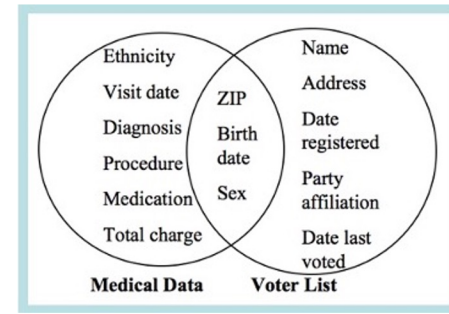 Ethnicity
Visit date
Diagnosis
Procedure
Medication
Total charge
ZIP
Birth
date
Sex
Name
Address
Date
registered
Party
affiliation
Date last
voted
Medical Data
Voter List